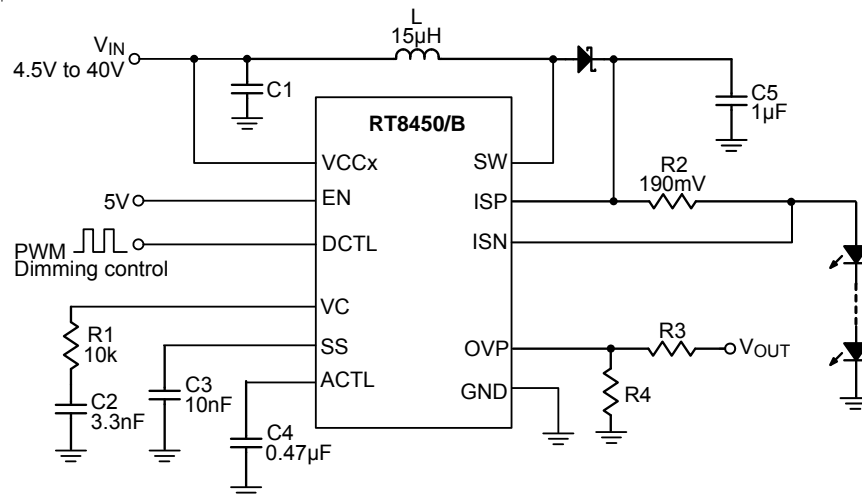 L
15µH
VIN
4.5V to 40V
C1
C5
1µF
RT8450/B
VCCx
SW
R2
190mV
5V
EN
ISP
PWM
Dimming control
DCTL
ISN
VC
R1
10k
SS
OVP
R3
VOUT
C3
10nF
ACTL
GND
R4
C2
3.3nF
C4
0.47µF